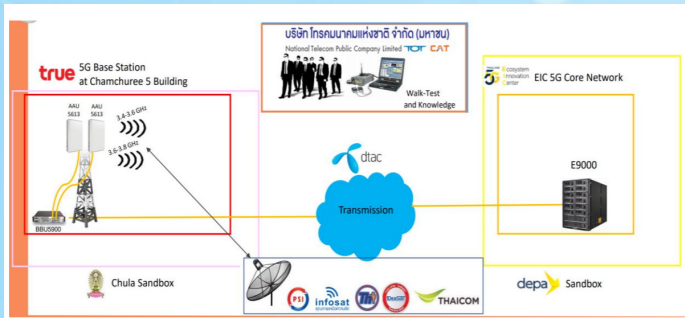 บริษัท โทรคมนาคมแห่งชาติ จำกัด (มหาชน)
National Telecom Public Company Limited TOT CAT
Walk-Test
and Knowledge
true 5G Base Station
at Chamchuree 5 Building
AAU
5613
AAU
5613
3.4-3.6 GHz
3.6-3.8 GHz
BBU5900
Chula Sandbox
dtac
Transmission
5G Ecosystem
Innovation
Center
EIC 5G Core Network
E9000
depa Sandbox
PSI
infosat
THAICOM